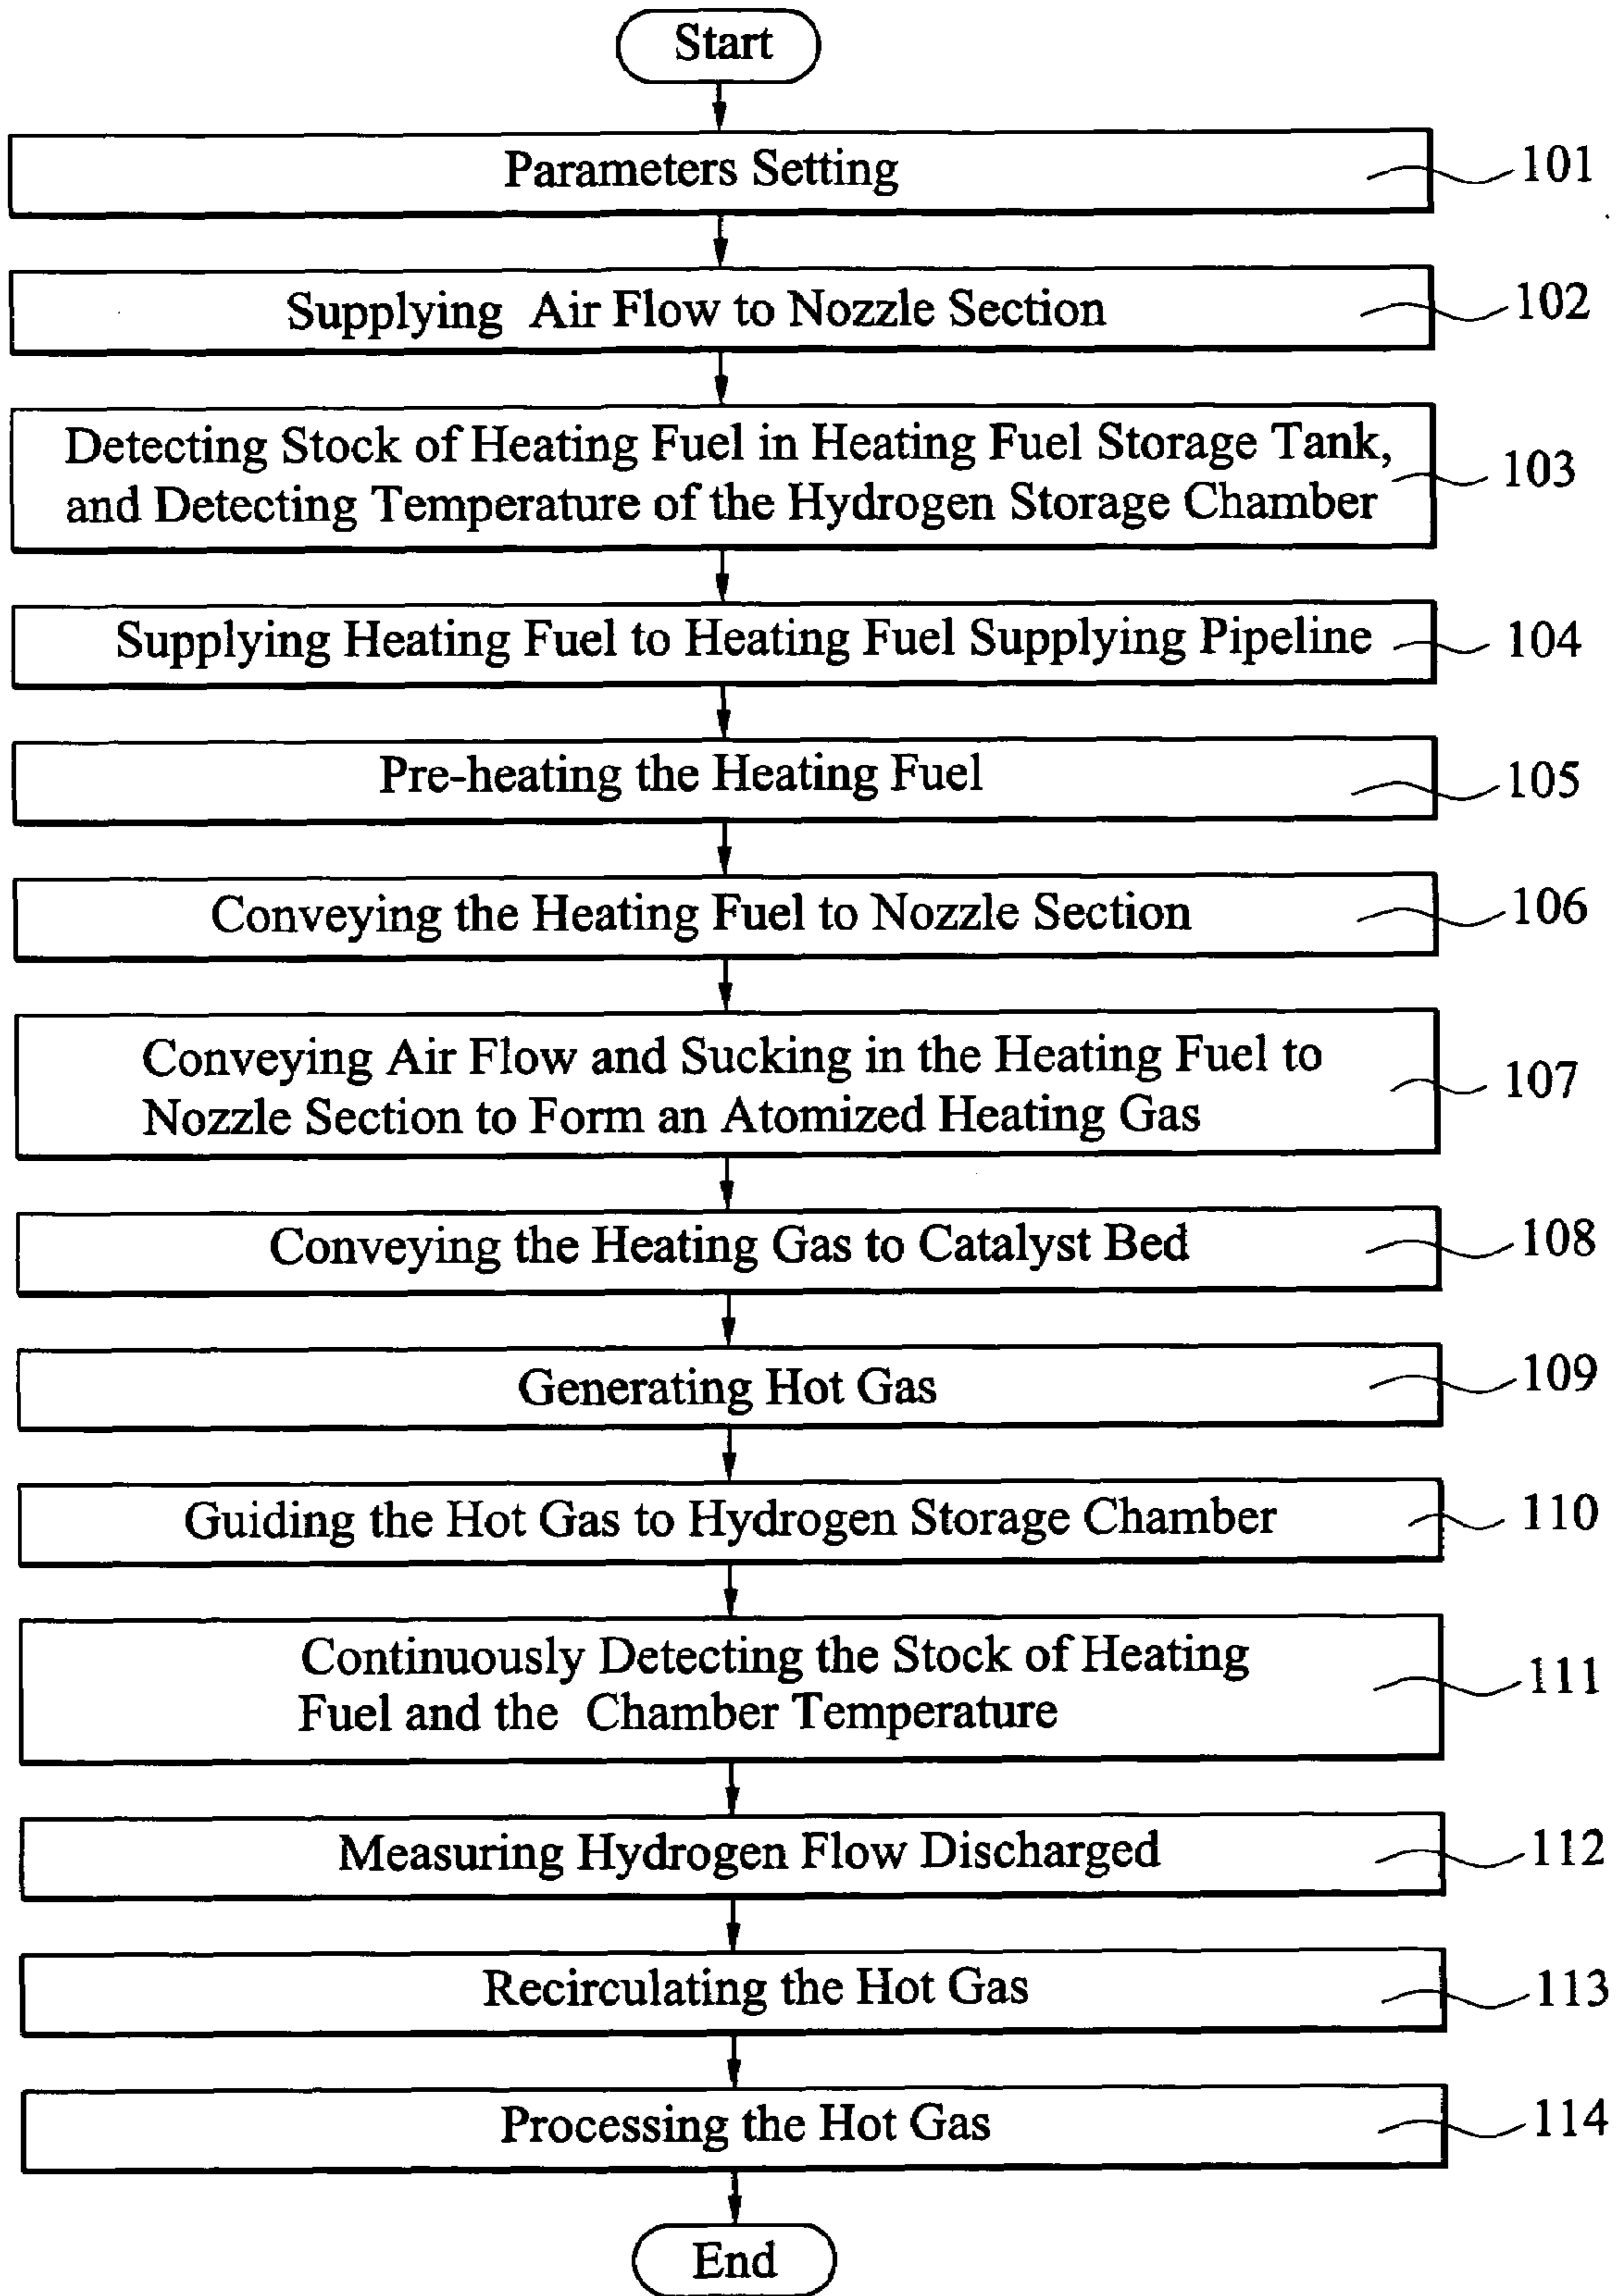 Start
Parameters Setting
101
Supplying Air Flow to Nozzle Section
102
Detecting Stock of Heating Fuel in Heating Fuel Storage Tank,
and Detecting Temperature of the Hydrogen Storage Chamber
103
Supplying Heating Fuel to Heating Fuel Supplying Pipeline
104
Pre-heating the Heating Fuel
105
Conveying the Heating Fuel to Nozzle Section
106
Conveying Air Flow and Sucking in the Heating Fuel to
Nozzle Section to Form an Atomized Heating Gas
107
Conveying the Heating Gas to Catalyst Bed
108
Generating Hot Gas
109
Guiding the Hot Gas to Hydrogen Storage Chamber
110
Continuously Detecting the Stock of Heating
Fuel and the Chamber Temperature
111
Measuring Hydrogen Flow Discharged
112
Recirculating the Hot Gas
113
Processing the Hot Gas
114
End